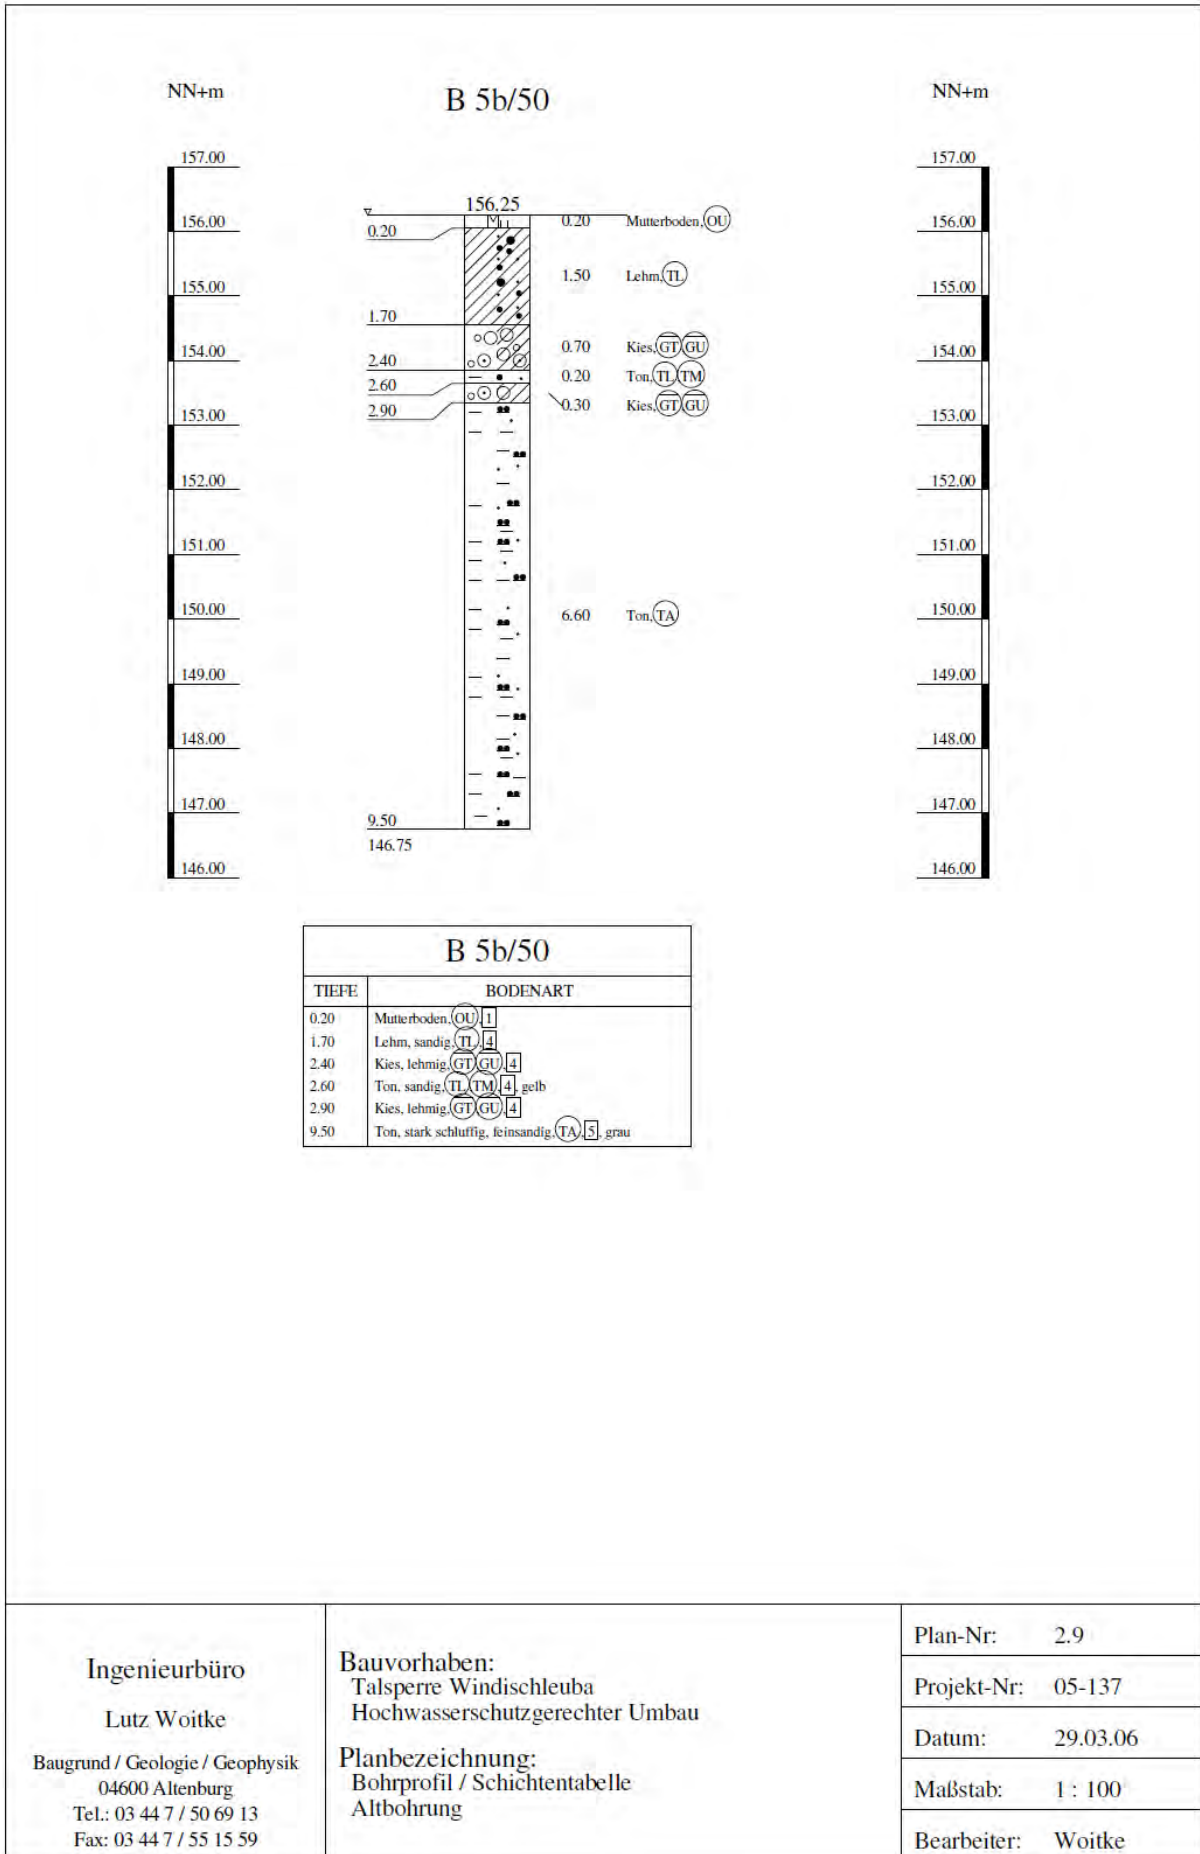 NN+m
B 5b/50
NN+m
157.00
156.00
155.00
154.00
153.00
152.00
151.00
150.00
149.00
148.00
147.00
146.00
156.25
0.20
1.70
2.40
2.60
2.90
9.50
146.75
M
0.20 Mutterboden, OU
1.50 Lehm, TL
0.70 Kies, GT GU
0.20 Ton, TL TM
0.30 Kies, GT GU
6.60 Ton, TA
157.00
156.00
155.00
154.00
153.00
152.00
151.00
150.00
149.00
148.00
147.00
146.00
B 5b/50
TIEFE BODENART
0.20 Mutterboden, OU, 1
1.70 Lehm, sandig, TL, 4
2.40 Kies, lehmig, GT GU, 4
2.60 Ton, sandig, TL TM, 4, gelb
2.90 Kies, lehmig, GT GU, 4
9.50 Ton, stark schluffig, feinsandig, TA, 5, grau
Ingenieurbüro
Lutz Woitke
Baugrund / Geologie / Geophysik
04600 Altenburg
Tel.: 03 44 7 / 50 69 13
Fax: 03 44 7 / 55 15 59
Bauvorhaben:
Talsperre Windischleuba
Hochwasserschutzgerechter Umbau
Planbezeichnung:
Bohrprofil / Schichtentabelle
Altbohrung
Plan-Nr: 2.9
Projekt-Nr: 05-137
Datum: 29.03.06
Maßstab: 1 : 100
Bearbeiter: Woitke